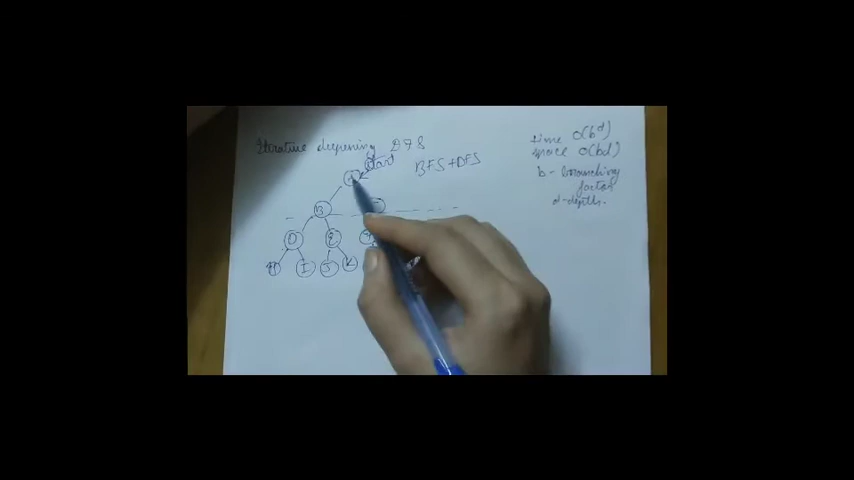 Iterative deepening DFS
Start
BFS + DFS
A
B
D E
H I J K
time O(b^d)
space O(bd)
b - branching
factor
d - depth.